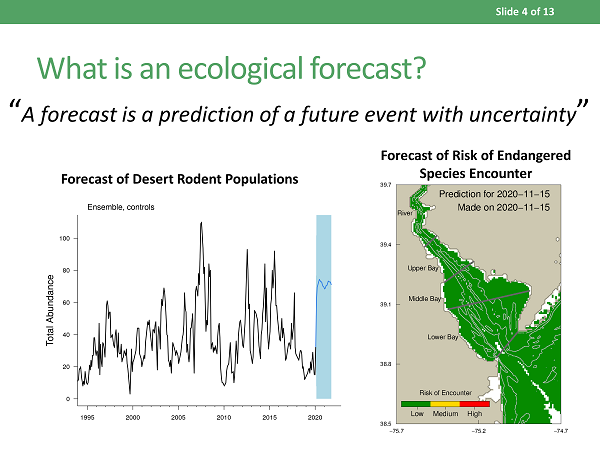 Slide 4 of 13
What is an ecological forecast?
“A forecast is a prediction of a future event with uncertainty”
Forecast of Desert Rodent Populations
Ensemble, controls
Total Abundance
100
80
60
40
20
0
1995
2000
2005
2010
2015
2020
Forecast of Risk of Endangered
Species Encounter
Prediction for 2020−11−15
Made on 2020−11−15
39.7
39.4
39.1
38.8
38.5
River
Upper Bay
Middle Bay
Lower Bay
Risk of Encounter
Low Medium High
−75.7
−75.2
−74.7